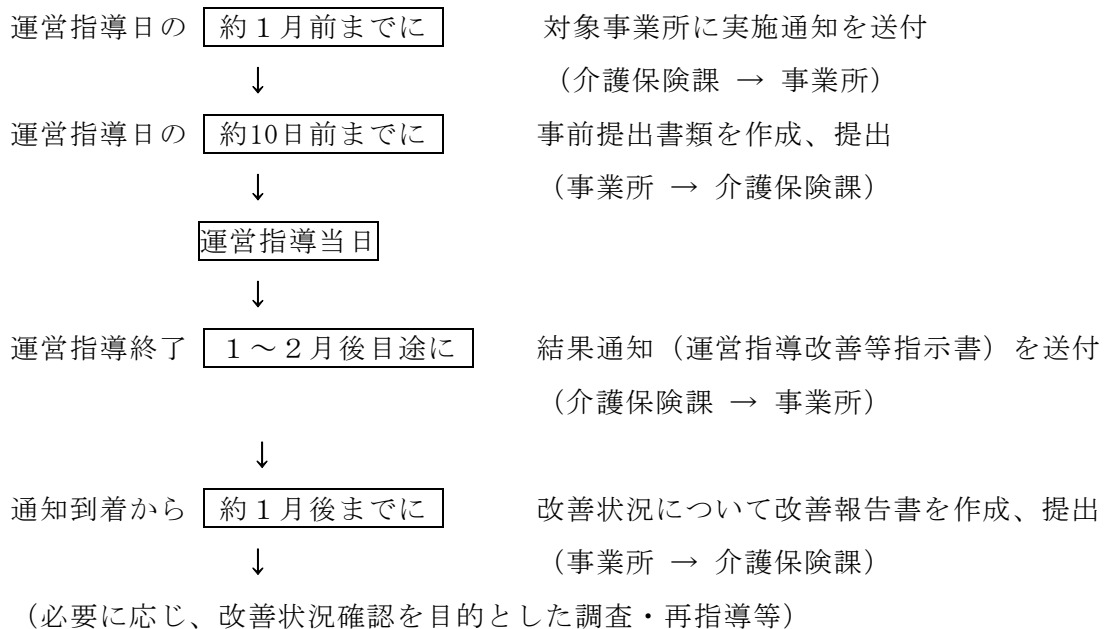 運営指導日の 約１月前までに 対象事業所に実施通知を送付
↓ （介護保険課 → 事業所）
運営指導日の 約10日前までに 事前提出書類を作成、提出
↓ （事業所 → 介護保険課）
運営指導当日
↓
運営指導終了 １～２月後目途に 結果通知（運営指導改善等指示書）を送付
（介護保険課 → 事業所）
↓
通知到着から 約１月後までに 改善状況について改善報告書を作成、提出
↓ （事業所 → 介護保険課）
（必要に応じ、改善状況確認を目的とした調査・再指導等）